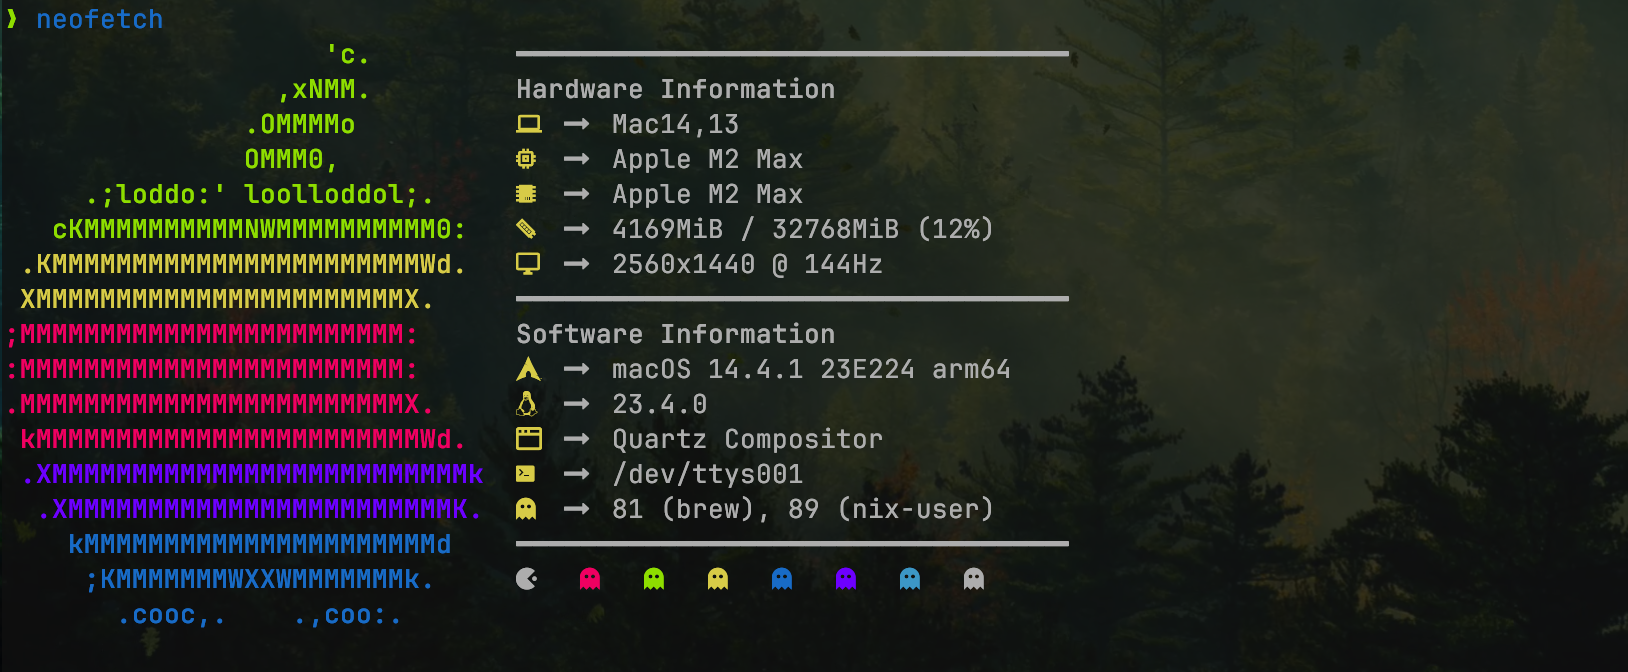 ❯ neofetch
'c.
,xNMM.
.OMMMMo
OMMM0,
.;loddo:' loolloddol;.
cKMMMMMMMMMMNWMMMMMMMMMM0:
.KMMMMMMMMMMMMMMMMMMMMMMMWd.
XMMMMMMMMMMMMMMMMMMMMMMMX.
;MMMMMMMMMMMMMMMMMMMMMMMM:
:MMMMMMMMMMMMMMMMMMMMMMMM:
.MMMMMMMMMMMMMMMMMMMMMMMMX.
kMMMMMMMMMMMMMMMMMMMMMMMMWd.
.XMMMMMMMMMMMMMMMMMMMMMMMMMMk
.XMMMMMMMMMMMMMMMMMMMMMMMMK.
kMMMMMMMMMMMMMMMMMMMMMMd
;KMMMMMMMWXXWMMMMMMMk.
.cooc,.    .,coo:.
Hardware Information
Mac14,13
Apple M2 Max
Apple M2 Max
4169MiB / 32768MiB (12%)
2560x1440 @ 144Hz
Software Information
macOS 14.4.1 23E224 arm64
23.4.0
Quartz Compositor
/dev/ttys001
81 (brew), 89 (nix-user)